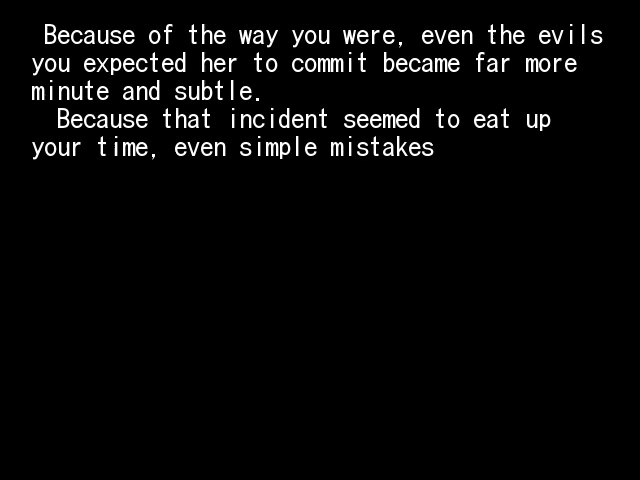 Because of the way you were, even the evils
you expected her to commit became far more
minute and subtle.
Because that incident seemed to eat up
your time, even simple mistakes